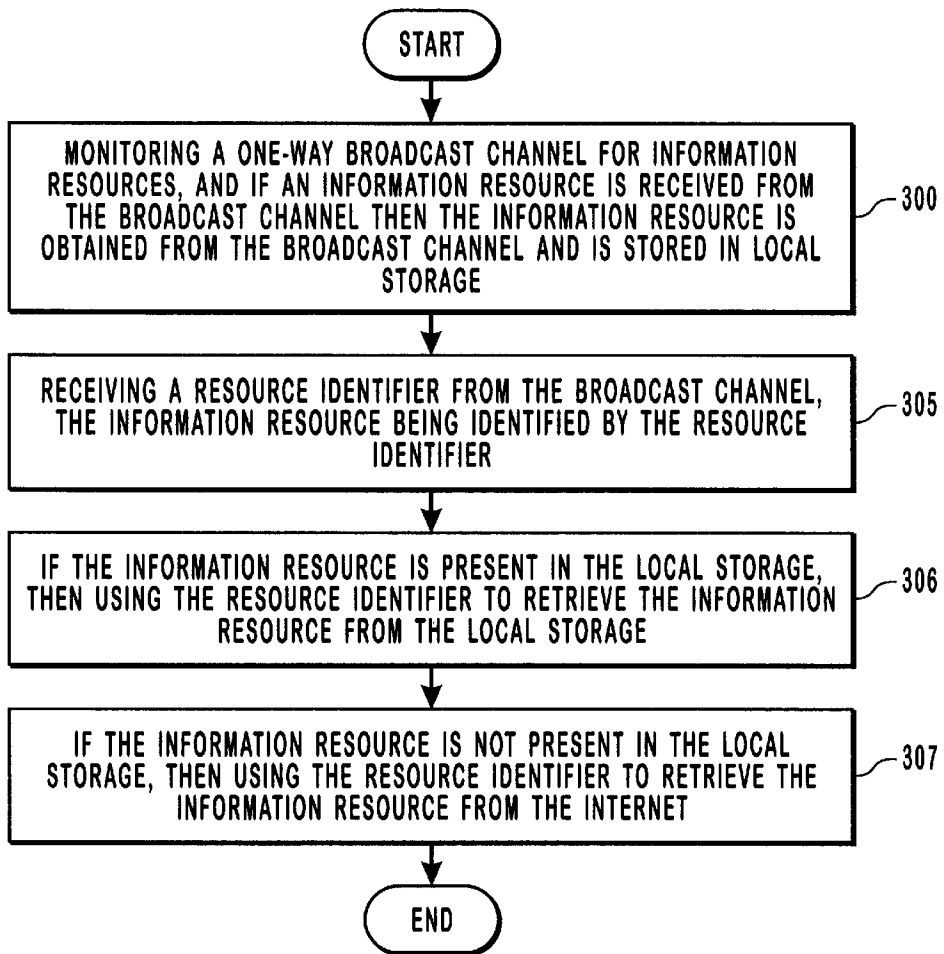 START
MONITORING A ONE-WAY BROADCAST CHANNEL FOR INFORMATION
RESOURCES, AND IF AN INFORMATION RESOURCE IS RECEIVED FROM
THE BROADCAST CHANNEL THEN THE INFORMATION RESOURCE IS
OBTAINED FROM THE BROADCAST CHANNEL AND IS STORED IN LOCAL
STORAGE
300
RECEIVING A RESOURCE IDENTIFIER FROM THE BROADCAST CHANNEL,
THE INFORMATION RESOURCE BEING IDENTIFIED BY THE RESOURCE
IDENTIFIER
305
IF THE INFORMATION RESOURCE IS PRESENT IN THE LOCAL STORAGE,
THEN USING THE RESOURCE IDENTIFIER TO RETRIEVE THE INFORMATION
RESOURCE FROM THE LOCAL STORAGE
306
IF THE INFORMATION RESOURCE IS NOT PRESENT IN THE LOCAL
STORAGE, THEN USING THE RESOURCE IDENTIFIER TO RETRIEVE THE
INFORMATION RESOURCE FROM THE INTERNET
307
END